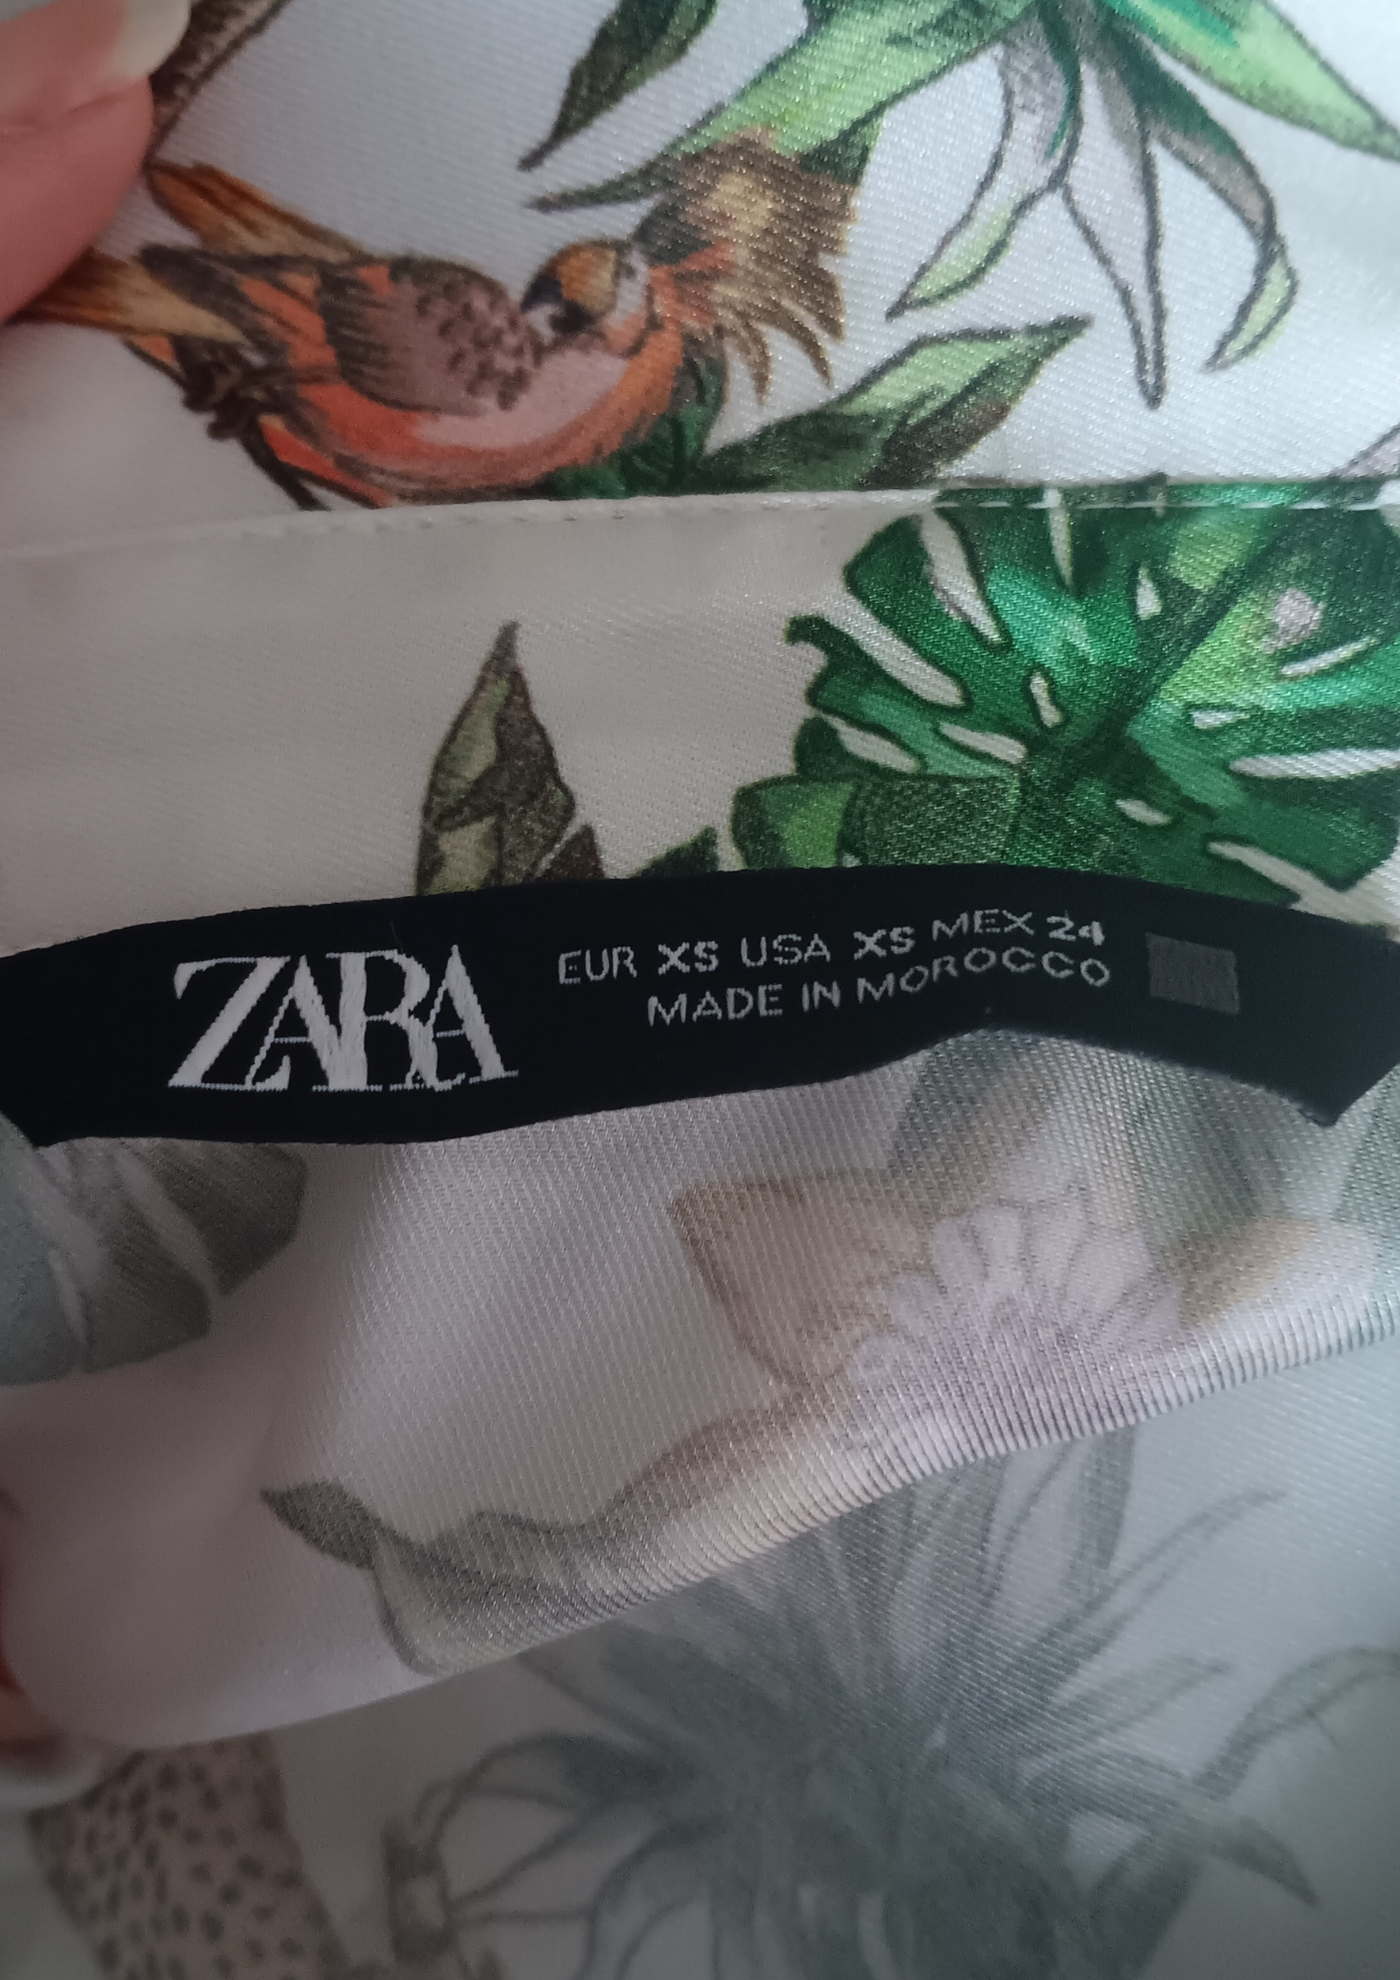 ZARA
EUR XS USA XS MEX 24
MADE IN MOROCCO